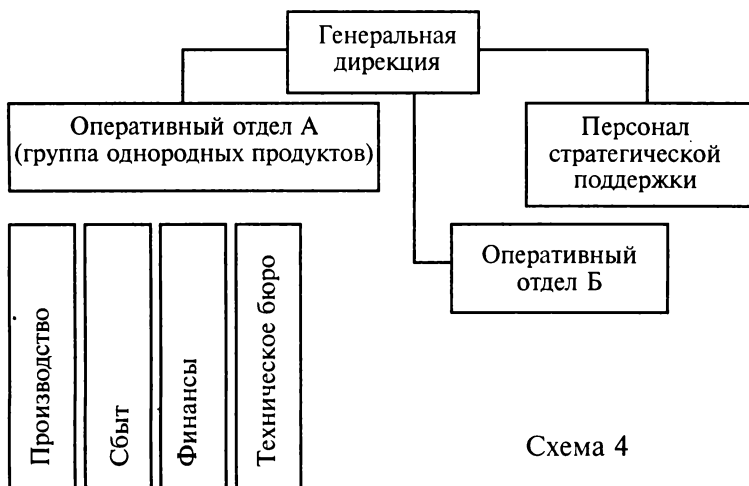 Генеральная
дирекция
Оперативный отдел А
(группа однородных продуктов)
Персонал
стратегической
поддержки
Оперативный
отдел Б
Производство
Сбыт
Финансы
Техническое бюро
Схема 4